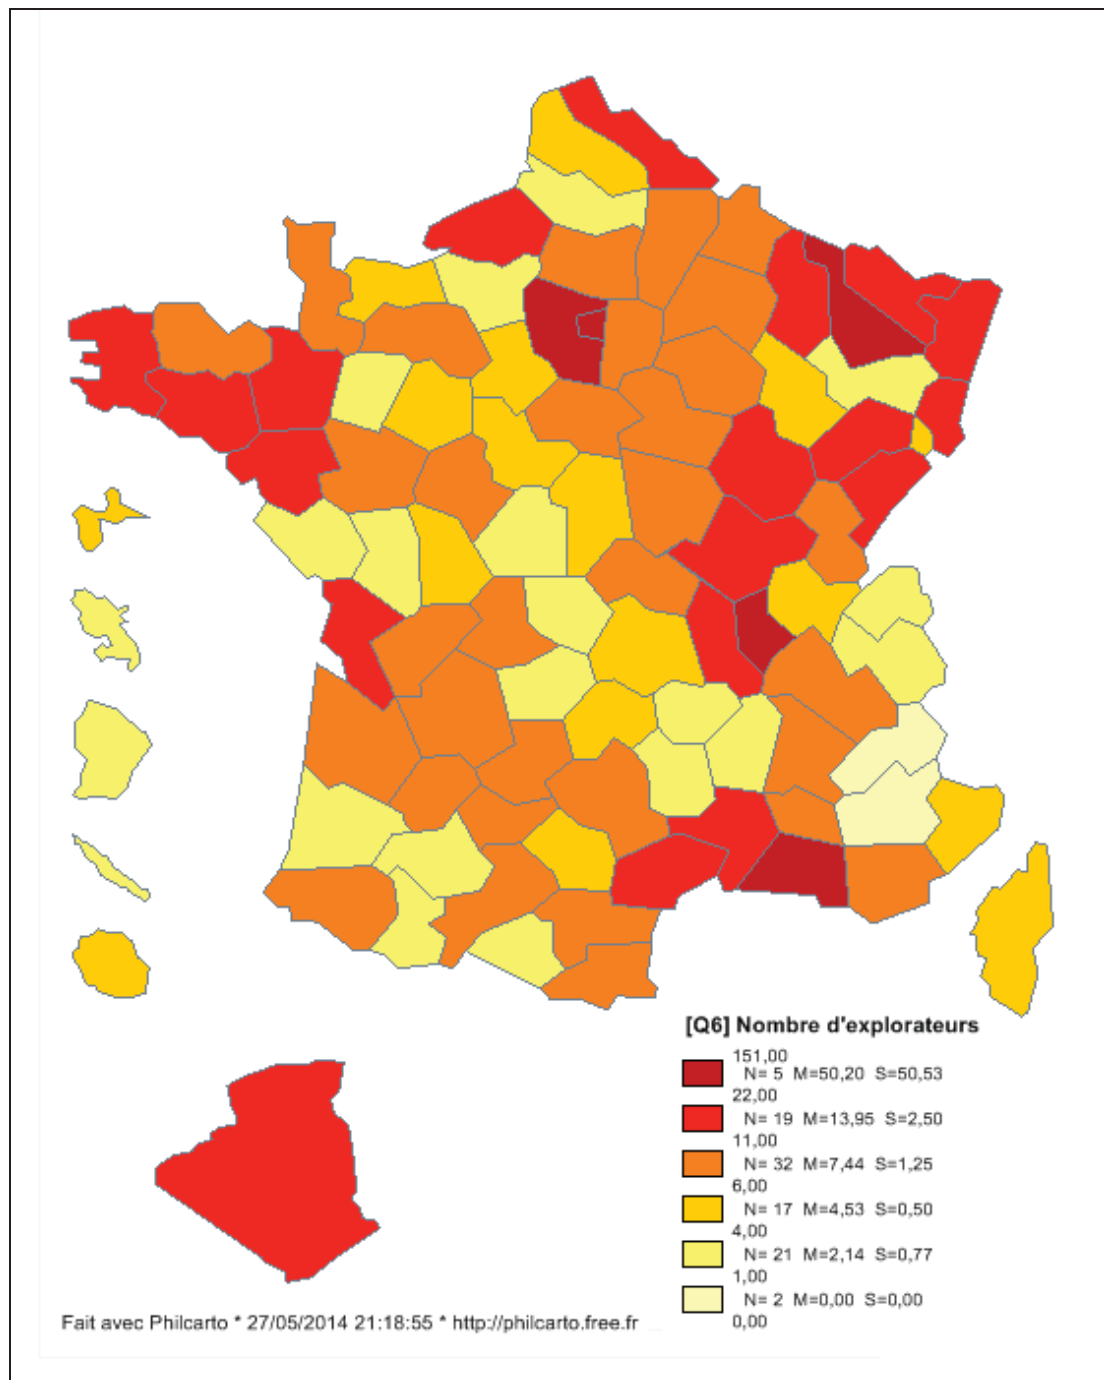 [Q6] Nombre d'explorateurs
151,00
N= 5 M=50,20 S=50,53
22,00
N= 19 M=13,95 S=2,50
11,00
N= 32 M=7,44 S=1,25
6,00
N= 17 M=4,53 S=0,50
4,00
N= 21 M=2,14 S=0,77
1,00
N= 2 M=0,00 S=0,00
0,00
Fait avec Philcarto * 27/05/2014 21:18:55 * http://philcarto.free.fr